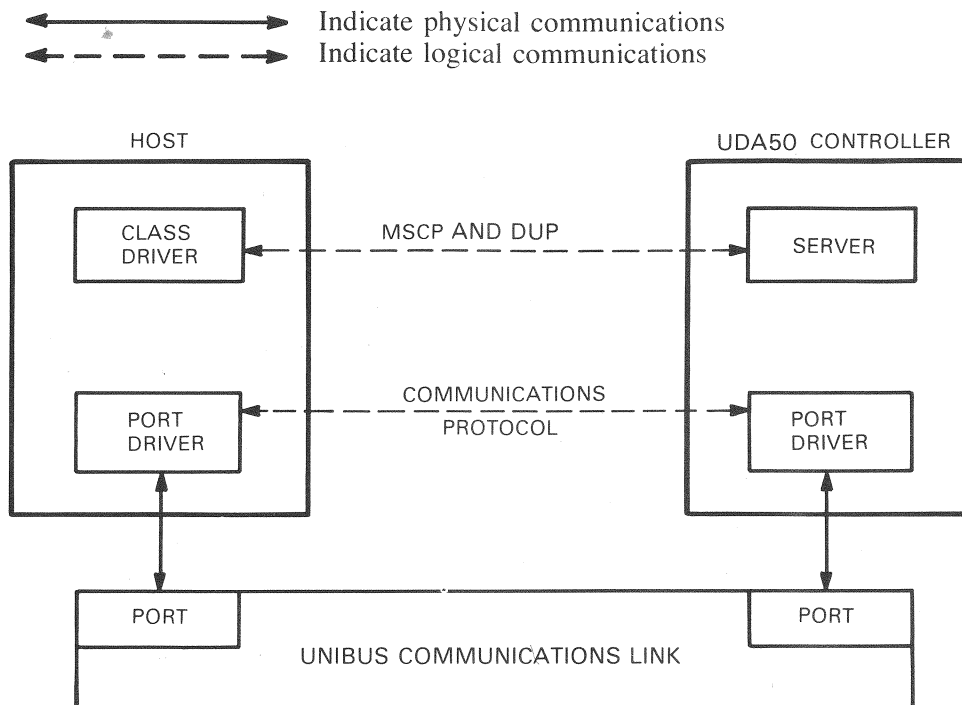 Indicate physical communications
Indicate logical communications
HOST
UDA50 CONTROLLER
CLASS
DRIVER
MSCP AND DUP
SERVER
PORT
DRIVER
COMMUNICATIONS
PROTOCOL
PORT
DRIVER
PORT
PORT
UNIBUS COMMUNICATIONS LINK